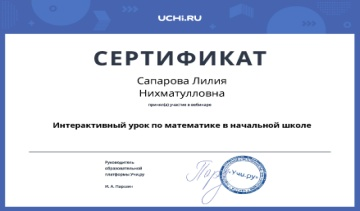 UCHi.RU
СЕРТИФИКАТ
Сапарова Лилия
Нихматулловна
принял(а) участие в вебинаре
Интерактивный урок по математике в начальной школе
Руководитель
образовательной
платформы Учи.ру
И. А. Паршин
"Учи.ру"